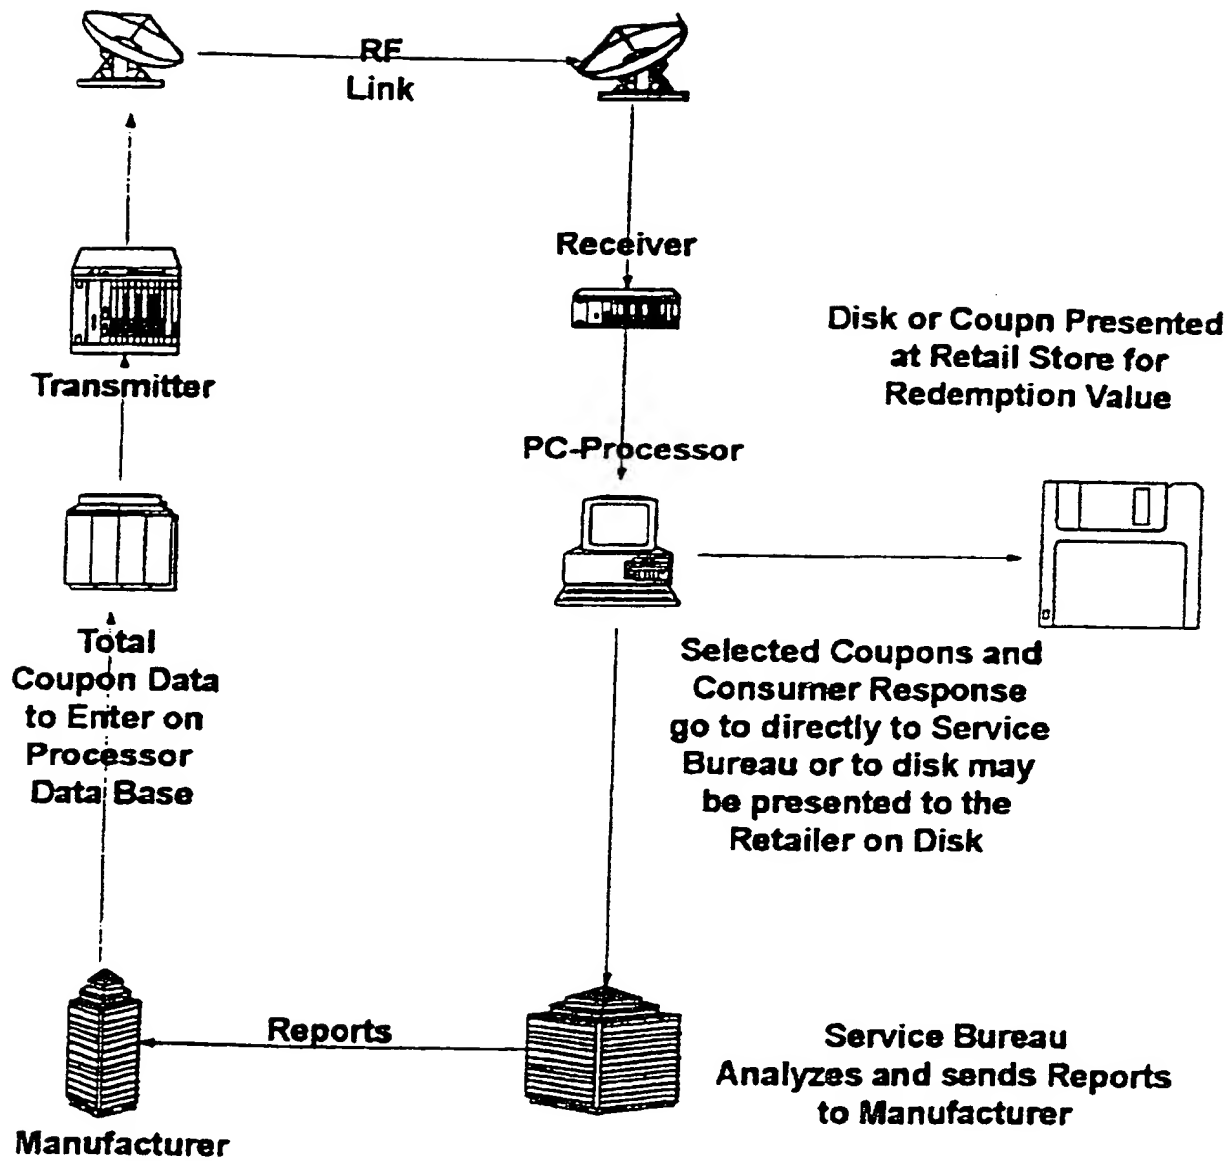 RF
Link
Receiver
Disk or Coupn Presented
at Retail Store for
Redemption Value
Transmitter
PC-Processor
Total
Coupon Data
to Enter on
Processor
Data Base
Selected Coupons and
Consumer Response
go to directly to Service
Bureau or to disk may
be presented to the
Retailer on Disk
Reports
Service Bureau
Analyzes and sends Reports
to Manufacturer
Manufacturer